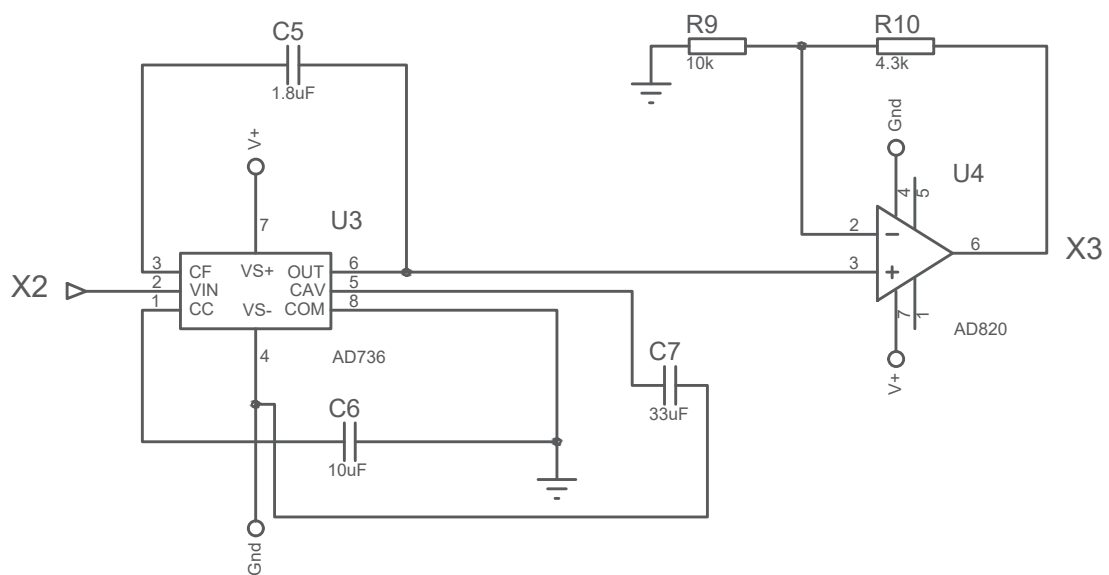 C5
1.8uF
R9
10k
R10
4.3k
V+
7
U3
3
2
1
CF
VIN
CC
VS+
VS-
OUT
CAV
COM
6
5
8
4
AD736
X2
C6
10uF
C7
33uF
Gnd
Gnd
4
5
U4
2
3
6
X3
7
1
AD820
V+